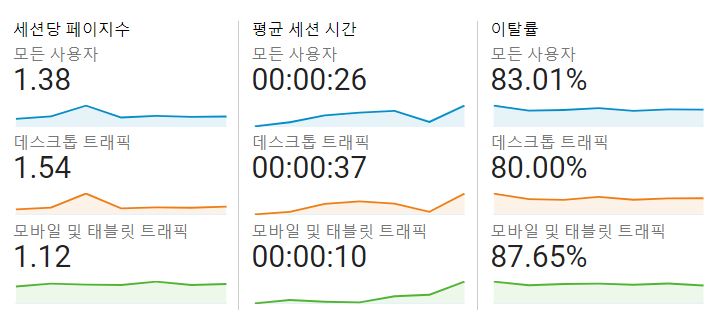 세션당 페이지수
모든 사용자
1.38
데스크톱 트래픽
1.54
모바일 및 태블릿 트래픽
1.12
평균 세션 시간
모든 사용자
00:00:26
데스크톱 트래픽
00:00:37
모바일 및 태블릿 트래픽
00:00:10
이탈률
모든 사용자
83.01%
데스크톱 트래픽
80.00%
모바일 및 태블릿 트래픽
87.65%